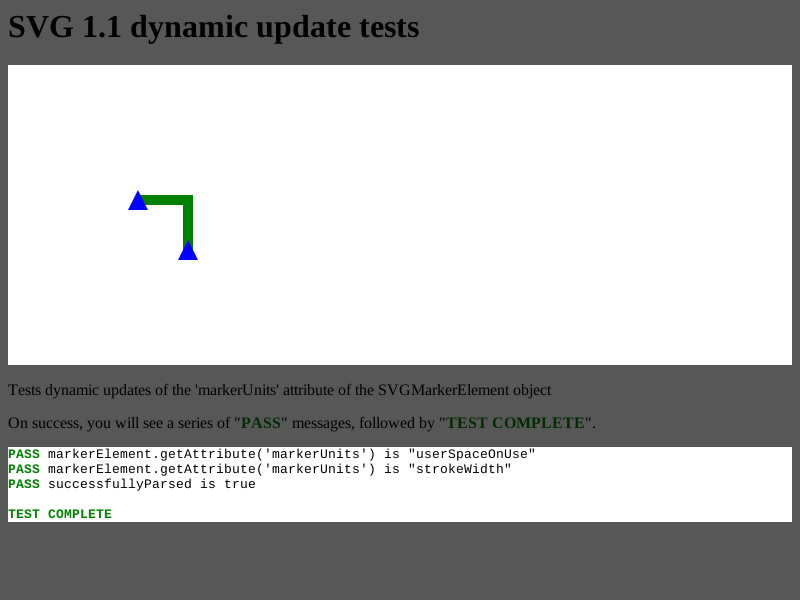 SVG 1.1 dynamic update tests
Tests dynamic updates of the 'markerUnits' attribute of the SVGMarkerElement object
On success, you will see a series of "PASS" messages, followed by "TEST COMPLETE".
PASS markerElement.getAttribute('markerUnits') is "userSpaceOnUse"
PASS markerElement.getAttribute('markerUnits') is "strokeWidth"
PASS successfullyParsed is true
TEST COMPLETE